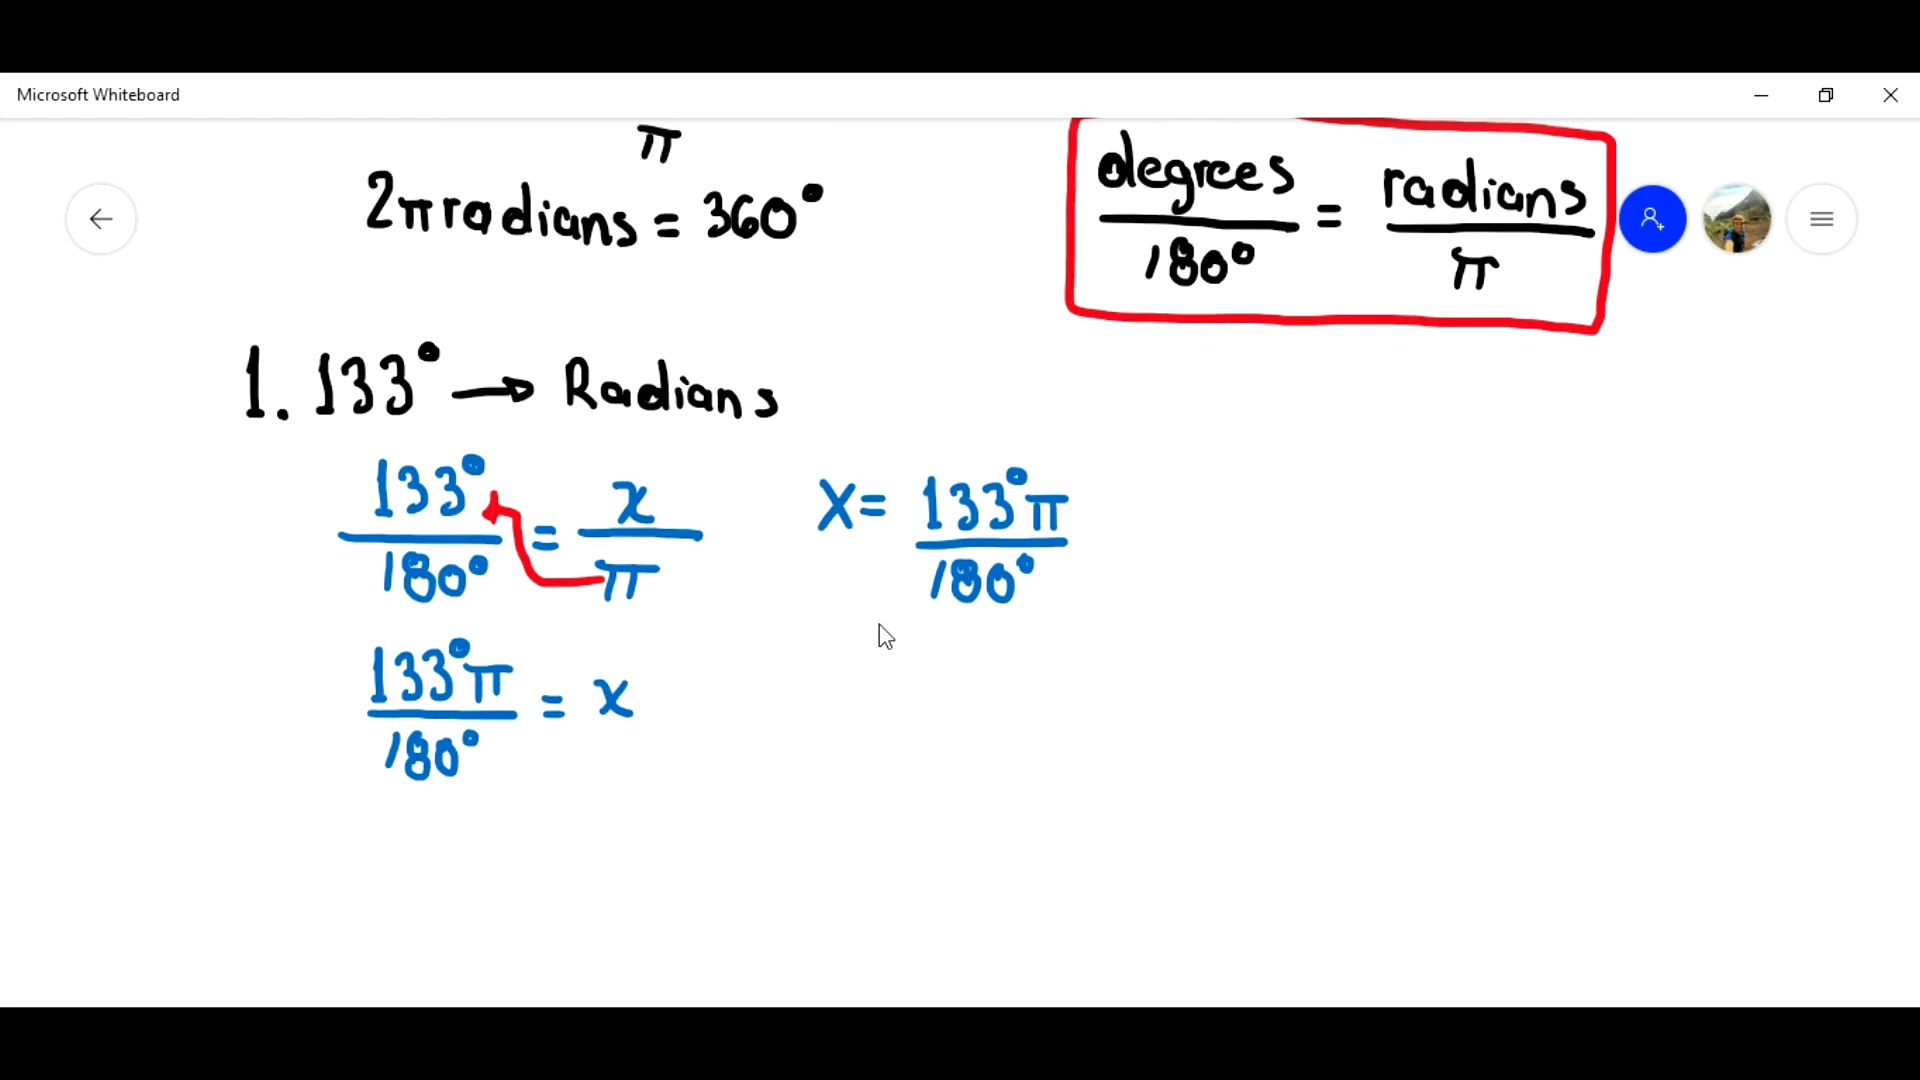 Microsoft Whiteboard
π
2π radians = 360°
degrees/180° = radians/π
1. 133° → Radians
133°/180° = x/π
X = 133°π/180°
133°π/180° = x